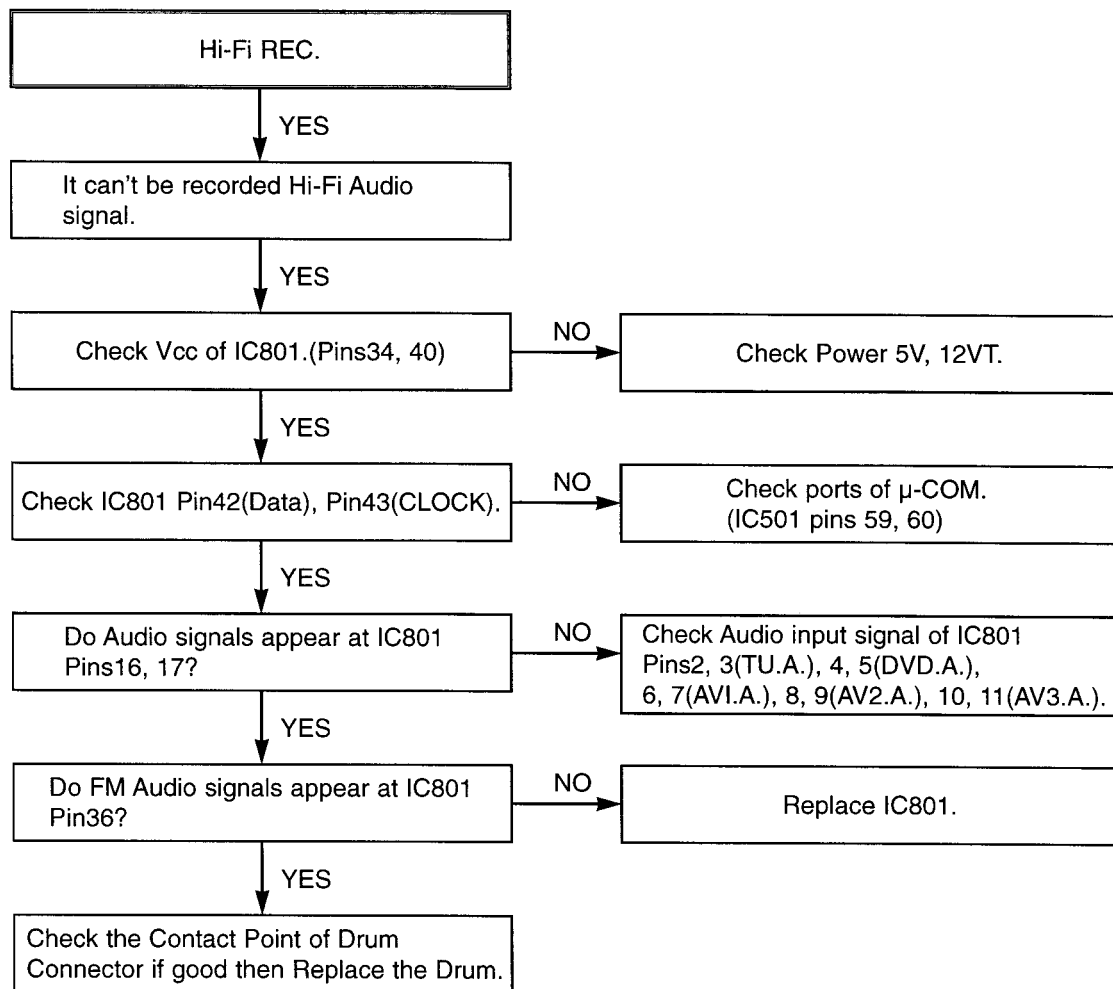 Hi-Fi REC.
YES
It can't be recorded Hi-Fi Audio
signal.
YES
Check Vcc of IC801.(Pins34, 40)
NO
Check Power 5V, 12VT.
YES
Check IC801 Pin42(Data), Pin43(CLOCK).
NO
Check ports of µ-COM.
(IC501 pins 59, 60)
YES
Do Audio signals appear at IC801
Pins16, 17?
NO
Check Audio input signal of IC801
Pins2, 3(TU.A.), 4, 5(DVD.A.),
6, 7(AVI.A.), 8, 9(AV2.A.), 10, 11(AV3.A.).
YES
Do FM Audio signals appear at IC801
Pin36?
NO
Replace IC801.
YES
Check the Contact Point of Drum
Connector if good then Replace the Drum.